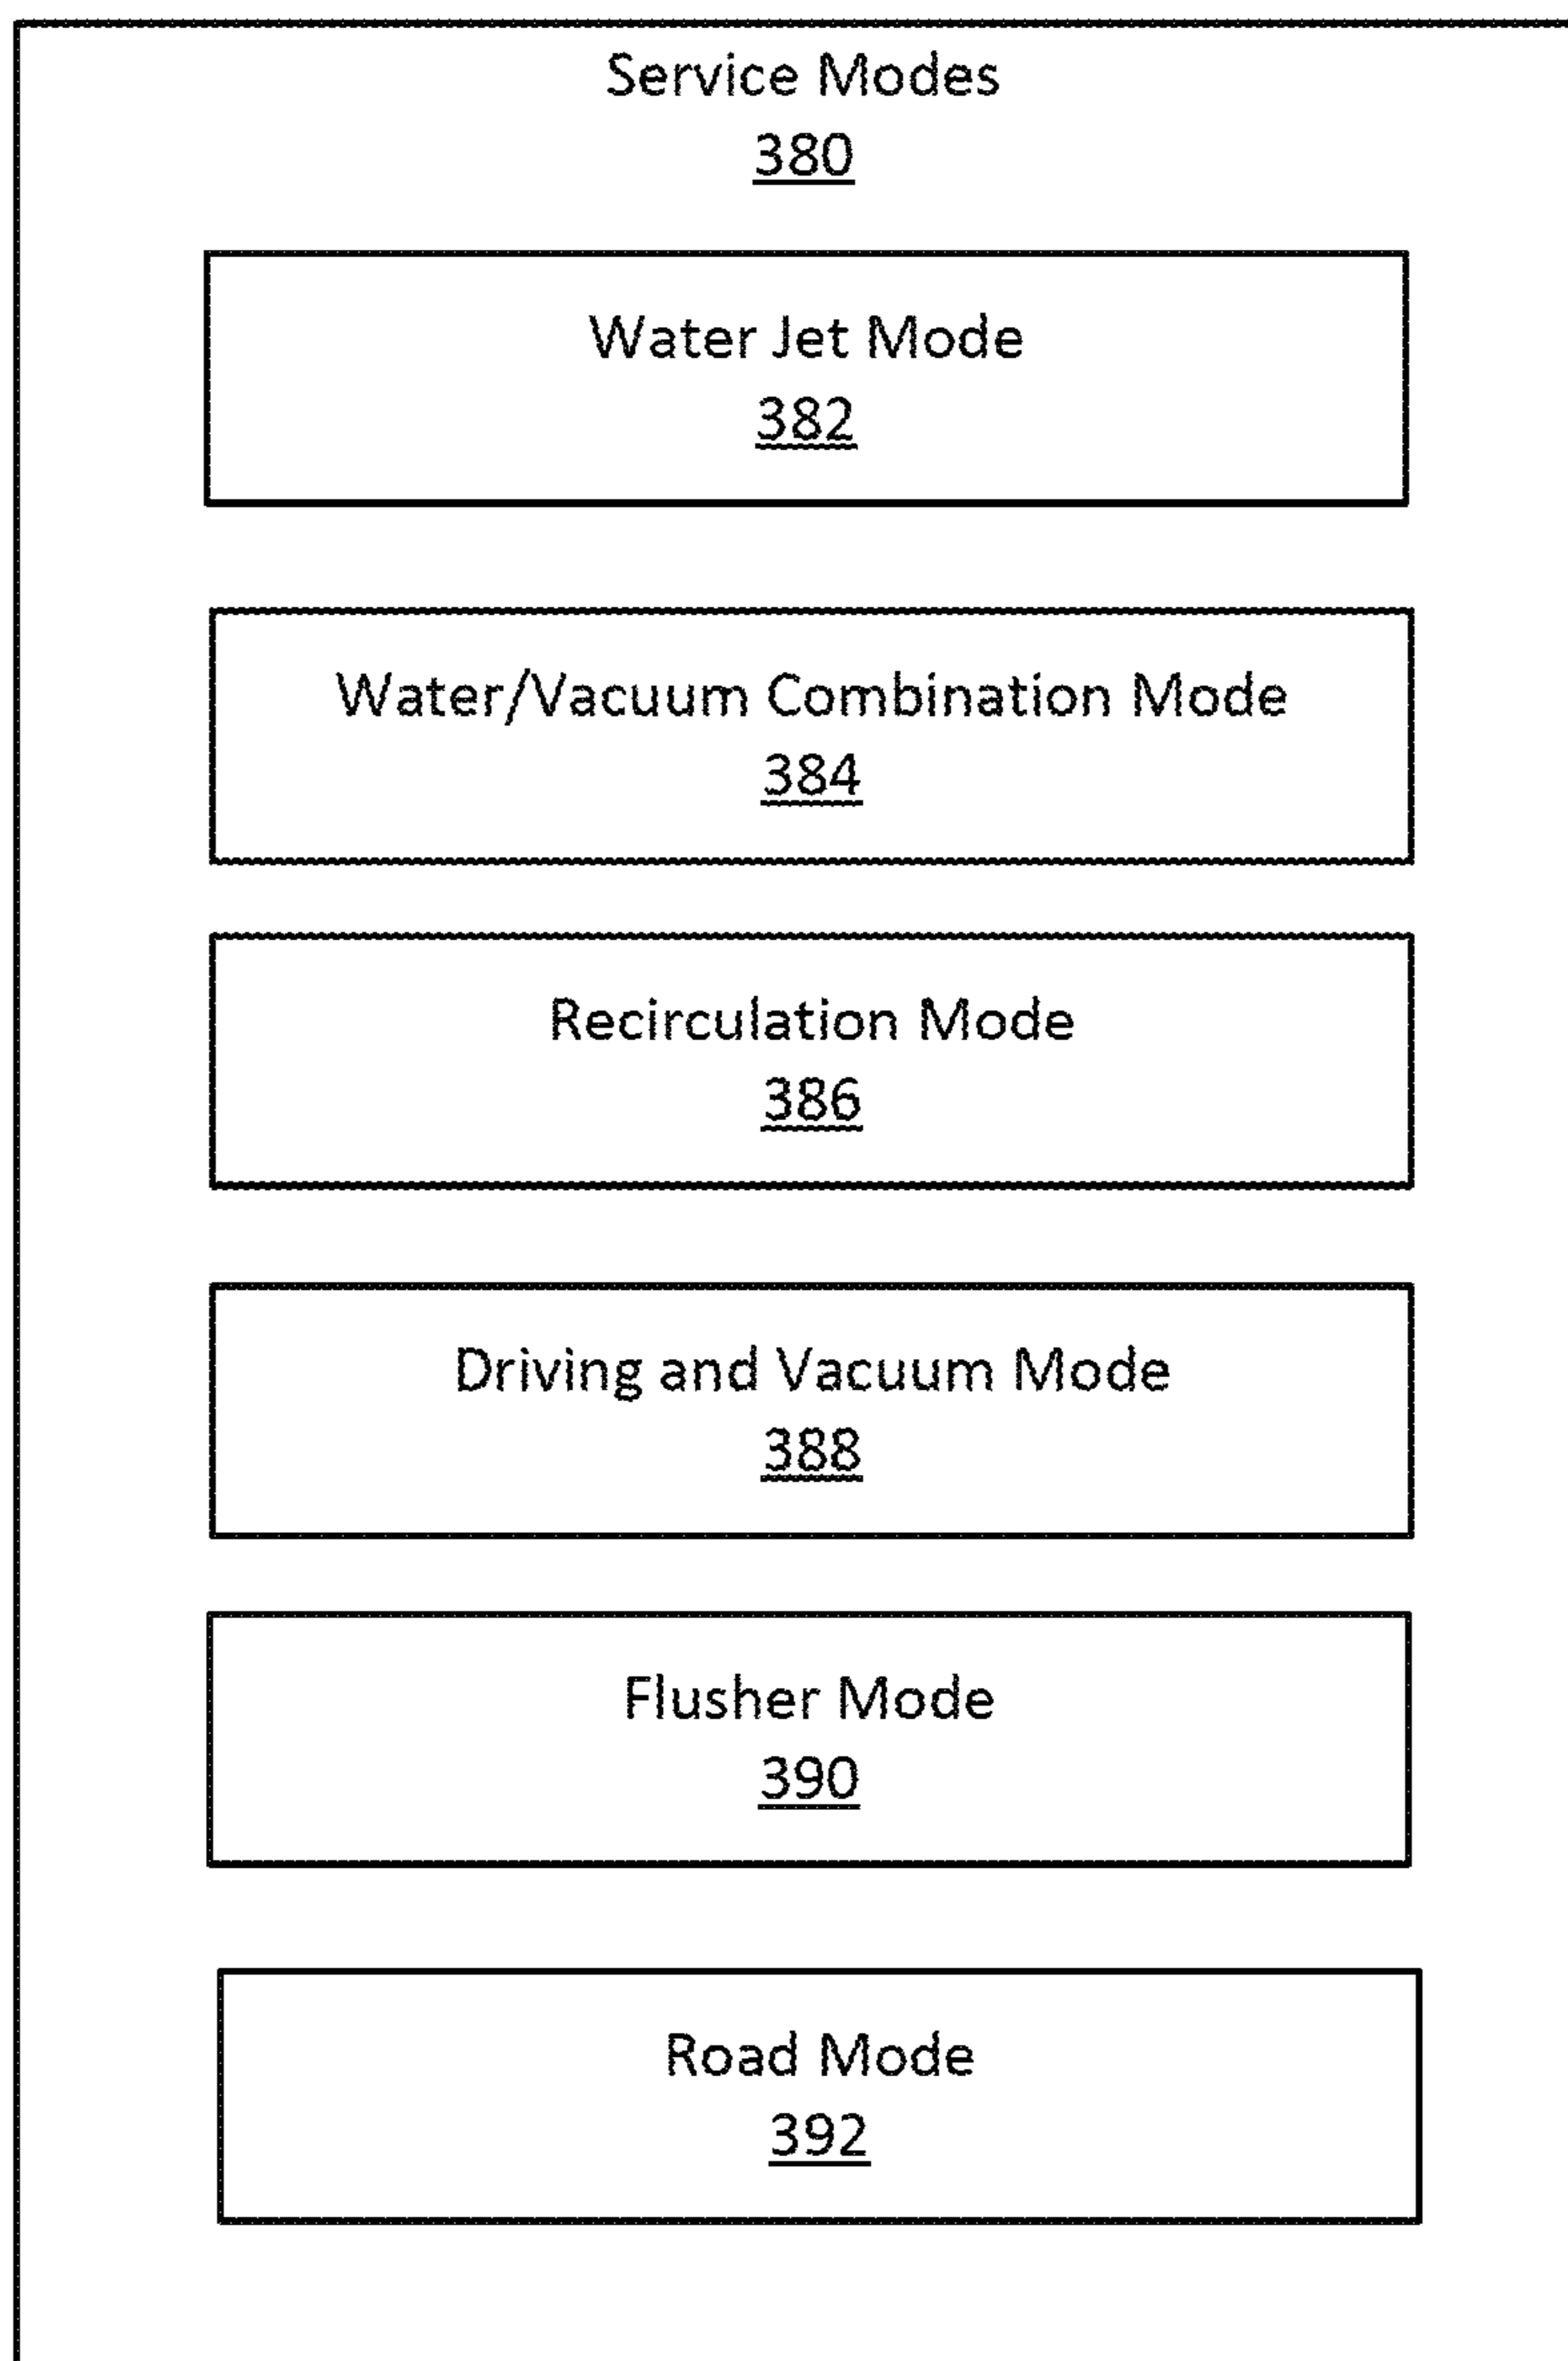 Service Modes
380
Water Jet Mode
382
Water/Vacuum Combination Mode
384
Recirculation Mode
386
Driving and Vacuum Mode
388
Flusher Mode
390
Road Mode
392